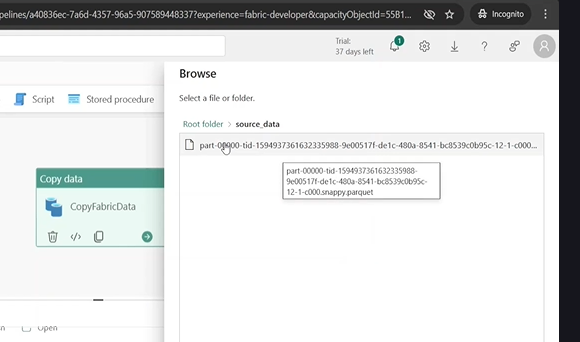 pelines/a40836ec-7a6d-4357-96a5-907589448337?experience=fabric-developer&capacityObjectId=55B1...
Incognito
Trial:
37 days left
1
?
Script
Stored procedure
Browse
Select a file or folder.
Root folder > source_data
part-00000-tid-1594937361632335988-9e00517f-de1c-480a-8541-bc8539c0b95c-12-1-c000...
part-00000-tid-1594937361632335988-
9e00517f-de1c-480a-8541-bc8539c0b95c-
12-1-c000.snappy.parquet
Copy data
CopyFabricData
Open